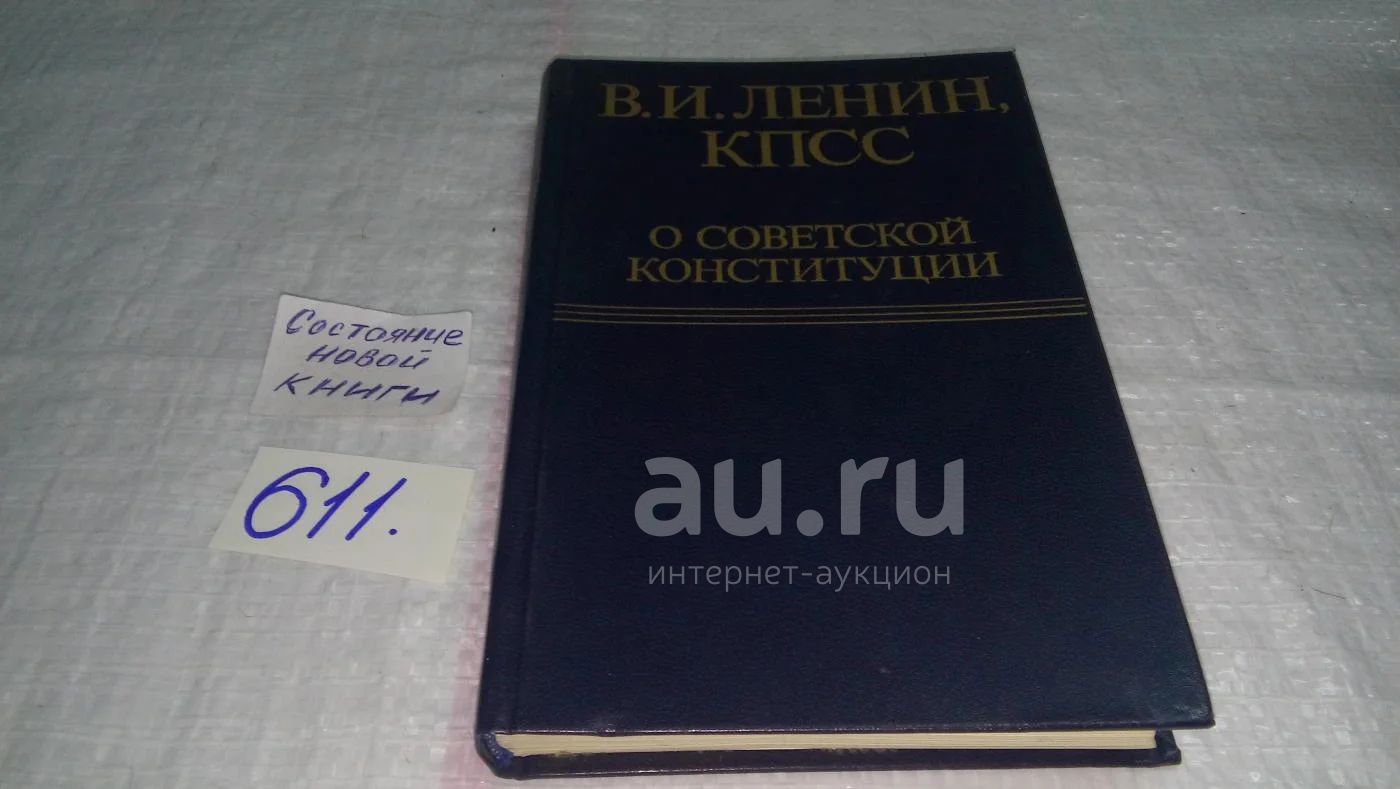 В.И.ЛЕНИН,
КПСС
О СОВЕТСКОЙ
КОНСТИТУЦИИ
Состояние
новой
книги
611.
au.ru
интернет-аукцион